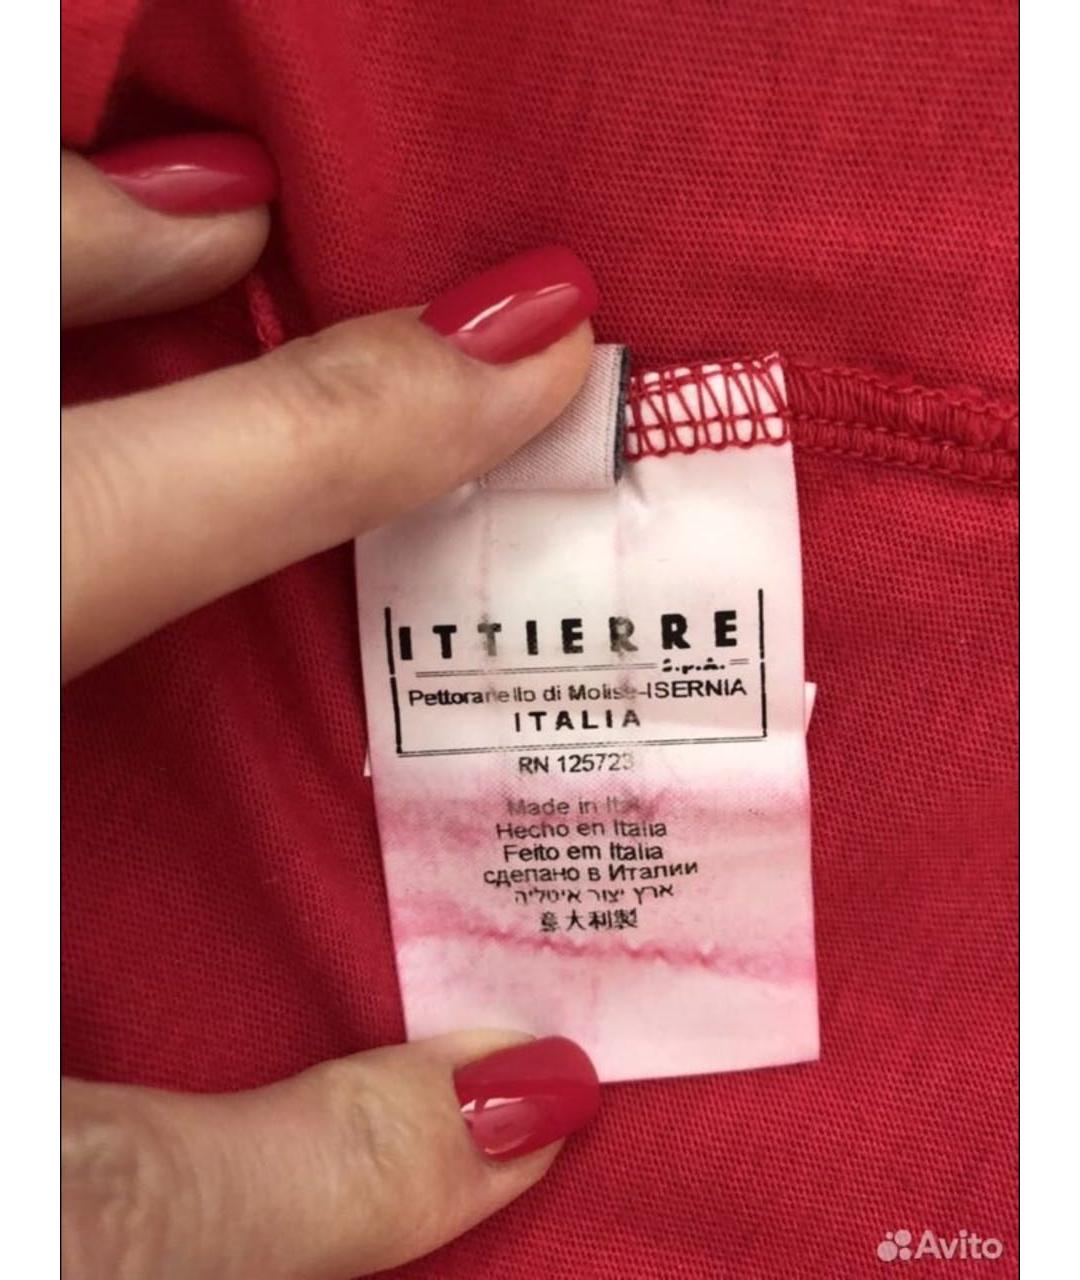 ITTIERRE
S.p.A.
Pettoranello di Molise-ISERNIA
ITALIA
RN 125723
Made in Italy
Hecho en Italia
Feito em Italia
сделано в Италии
ארץ יצור איטליה
意大利製
Avito